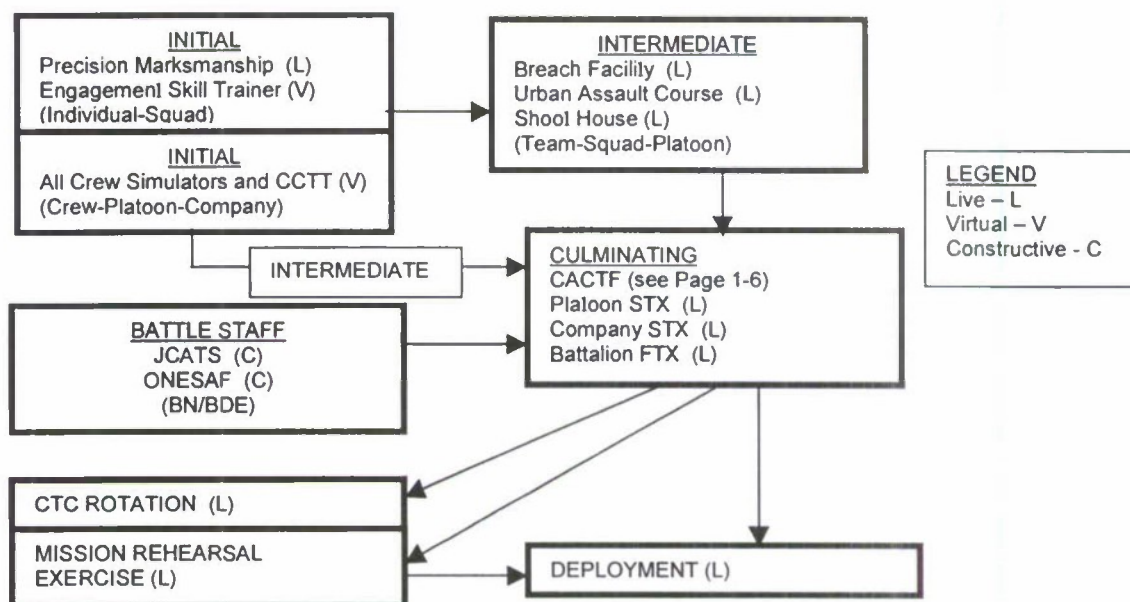 INITIAL
Precision Marksmanship (L)
Engagement Skill Trainer (V)
(Individual-Squad)
INITIAL
All Crew Simulators and CCTT (V)
(Crew-Platoon-Company)
INTERMEDIATE
Breach Facility (L)
Urban Assault Course (L)
Shool House (L)
(Team-Squad-Platoon)
LEGEND
Live – L
Virtual – V
Constructive - C
INTERMEDIATE
CULMINATING
CACTF (see Page 1-6)
Platoon STX (L)
Company STX (L)
Battalion FTX (L)
BATTLE STAFF
JCATS (C)
ONESAF (C)
(BN/BDE)
CTC ROTATION (L)
MISSION REHEARSAL
EXERCISE (L)
DEPLOYMENT (L)